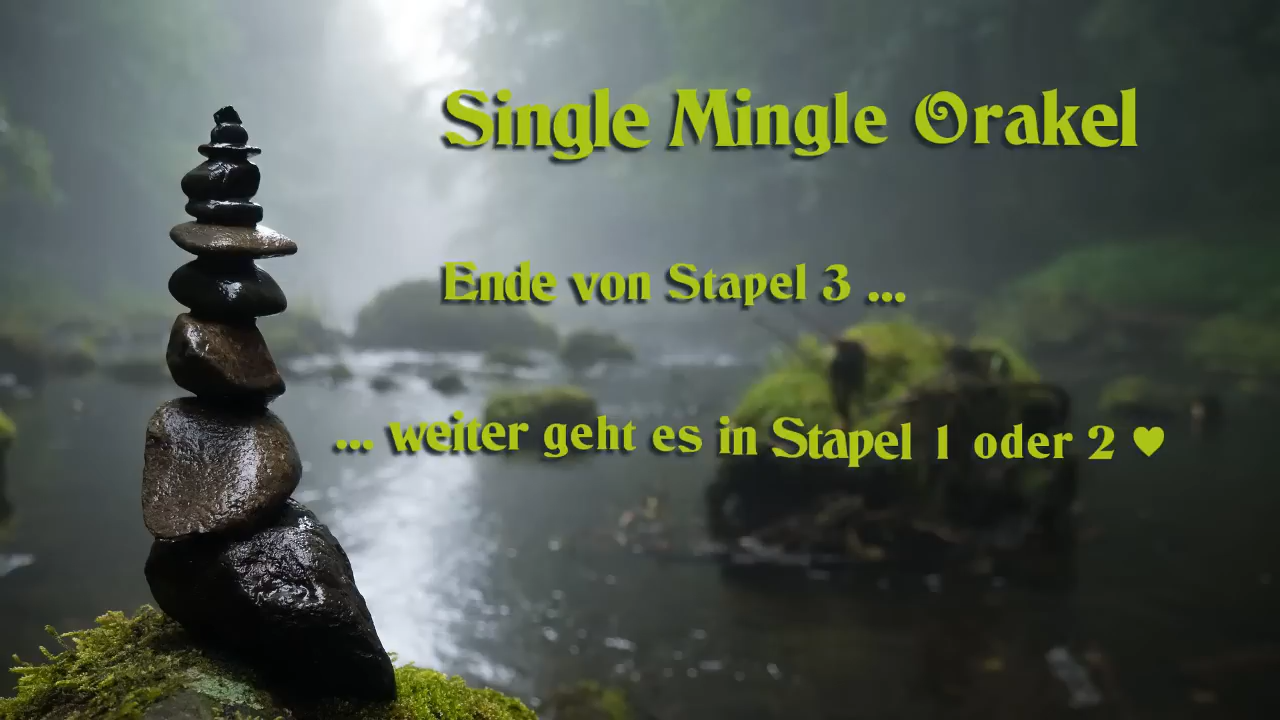 Single Mingle Orakel
Ende von Stapel 3 ...
... weiter geht es in Stapel 1 oder 2 ♥